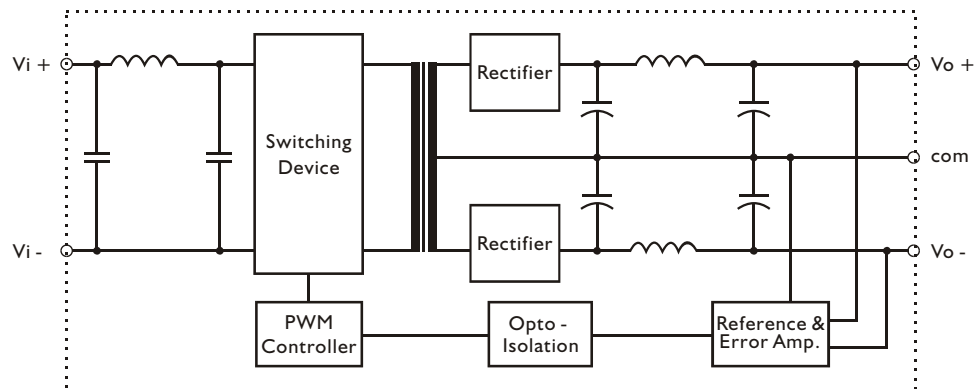 Vi +
Rectifier
Vo +
Switching
Device
com
Vi -
Rectifier
Vo -
PWM
Controller
Opto -
Isolation
Reference &
Error Amp.